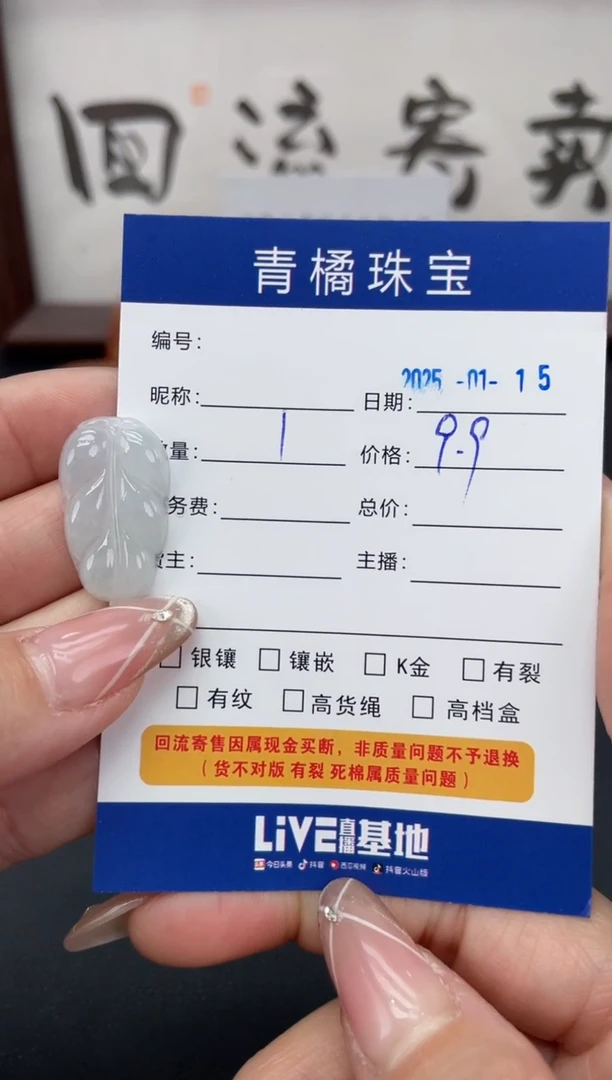 回流寄卖
青橘珠宝
编号:
2025-01-15
昵称: 日期:
量: 1 价格: 9.9
务费: 总价:
主: 主播:
银镶 镶嵌 K金 有裂
有纹 高货绳 高档盒
回流寄售因属现金买断，非质量问题不予退换
（货不对版 有裂 死棉属质量问题）
LIVE直播基地
今日头条 抖音 西瓜视频 抖音火山版